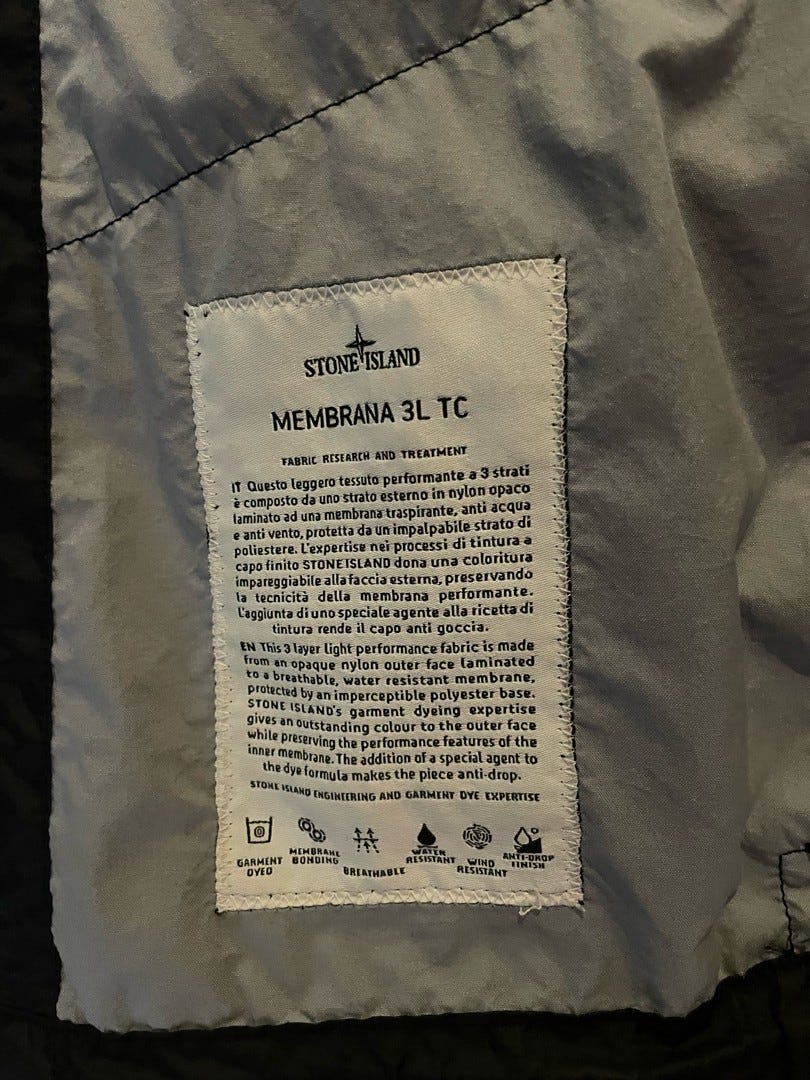 STONE ISLAND
MEMBRANA 3L TC
FABRIC RESEARCH AND TREATMENT
IT Questo leggero tessuto performante a 3 strati
è composto da uno strato esterno in nylon opaco
laminato ad una membrana traspirante, anti acqua
e anti vento, protetta da un impalpabile strato di
poliestere. L'expertise nei processi di tintura a
capo finito STONE ISLAND dona una coloritura
impareggiabile alla faccia esterna, preservando
la tecnicità della membrana performante.
L'aggiunta di uno speciale agente alla ricetta di
tintura rende il capo anti goccia.
EN This 3 layer light performance fabric is made
from an opaque nylon outer face laminated
to a breathable, water resistant membrane,
protected by an imperceptible polyester base.
STONE ISLAND's garment dyeing expertise
gives an outstanding colour to the outer face
while preserving the performance features of the
inner membrane. The addition of a special agent to
the dye formula makes the piece anti-drop.
STONE ISLAND ENGINEERING AND GARMENT DYE EXPERTISE
GARMENT
DYED
MEMBRANE
BONDING
BREATHABLE
WATER
RESISTANT
WIND
RESISTANT
ANTI-DROP
FINISH